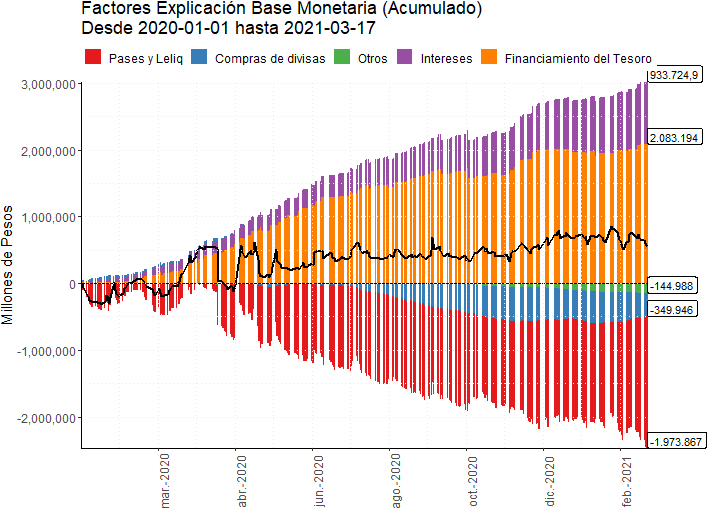 Factores Explicación Base Monetaria (Acumulado)
Desde 2020-01-01 hasta 2021-03-17
Pases y Leliq Compras de divisas Otros Intereses Financiamiento del Tesoro
933.724,9
3,000,000
2.083.194
2,000,000
1,000,000
Millones de Pesos
0
-144.988
-349.946
-1,000,000
-2,000,000
-1.973.867
mar.-2020
abr.-2020
jun.-2020
ago.-2020
oct.-2020
dic.-2020
feb.-2021